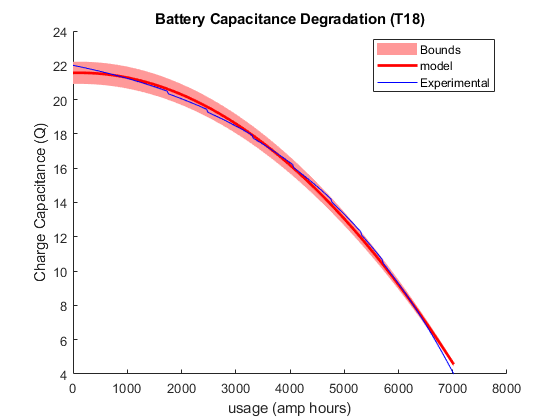 Battery Capacitance Degradation (T18)
24
22
20
18
16
14
12
10
8
6
4
Charge Capacitance (Q)
Bounds
model
Experimental
0 1000 2000 3000 4000 5000 6000 7000 8000
usage (amp hours)